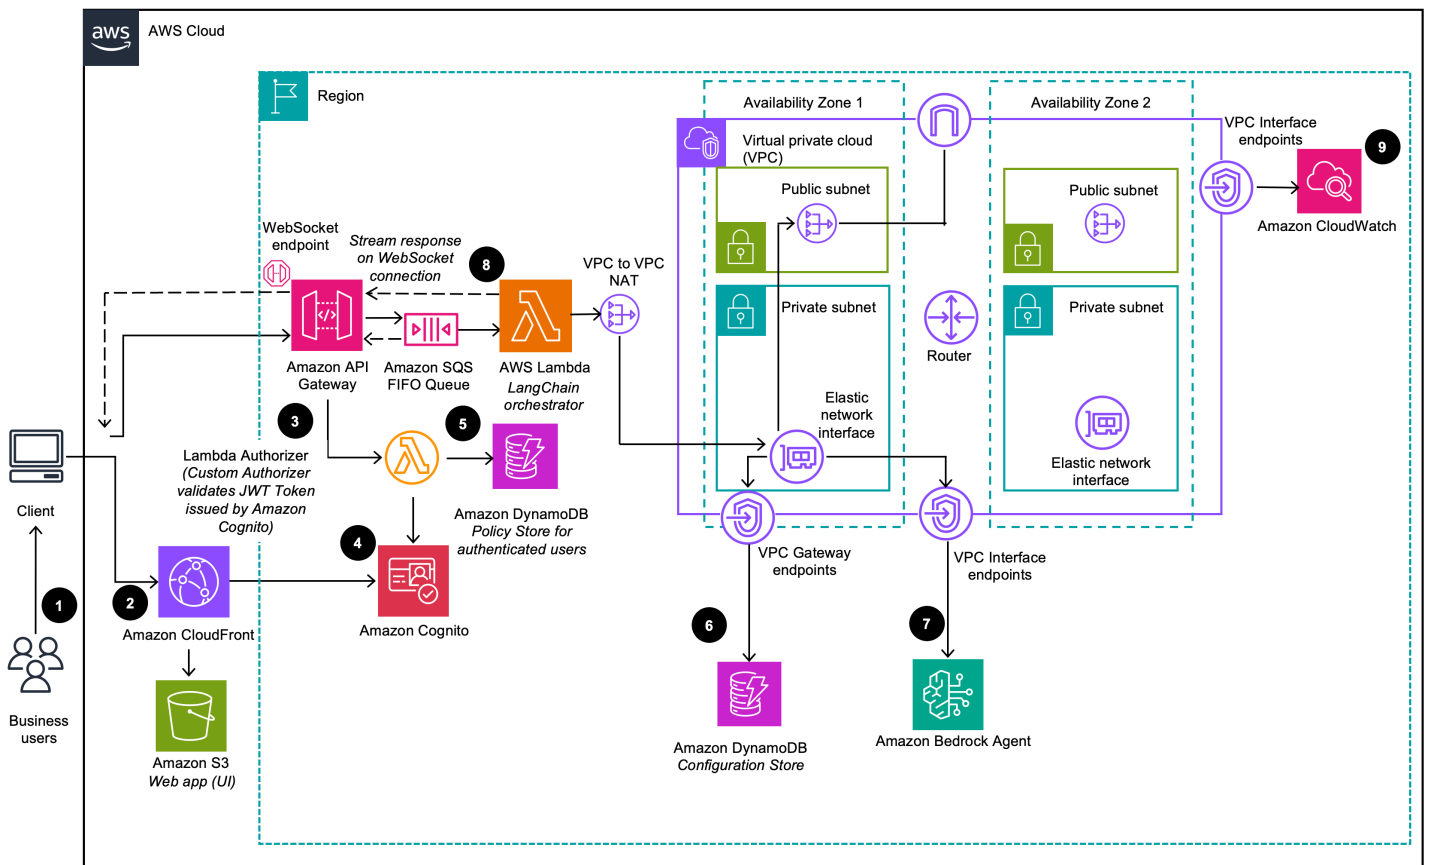 aws
AWS Cloud
Region
Availability Zone 1
Availability Zone 2
VPC Interface
endpoints
9
Amazon CloudWatch
Virtual private cloud
(VPC)
Public subnet
Public subnet
WebSocket
endpoint
Stream response
on WebSocket
connection
8
VPC to VPC
NAT
Private subnet
Private subnet
Router
Amazon API
Gateway
Amazon SQS
FIFO Queue
AWS Lambda
LangChain
orchestrator
3
5
Elastic
network
interface
Elastic network
interface
Lambda Authorizer
(Custom Authorizer
validates JWT Token
issued by Amazon
Cognito)
Client
Amazon DynamoDB
Policy Store for
authenticated users
4
VPC Gateway
endpoints
VPC Interface
endpoints
1
2
6
7
Amazon CloudFront
Amazon Cognito
Business
users
Amazon S3
Web app (UI)
Amazon DynamoDB
Configuration Store
Amazon Bedrock Agent